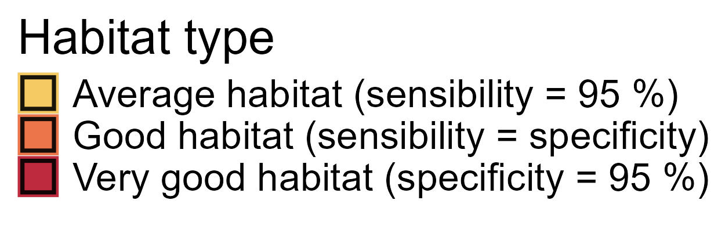 Habitat type
Average habitat (sensibility = 95 %)
Good habitat (sensibility = specificity)
Very good habitat (specificity = 95 %)